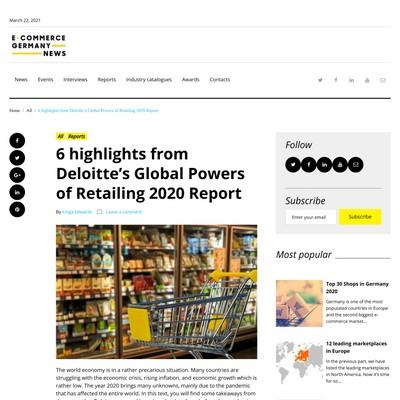 March 22, 2021
E-COMMERCE
GERMANY
NEWS
News Events Interviews Reports Industry catalogues Awards Contacts
Home / All / 6 highlights from Deloitte's Global Powers of Retailing 2020 Report
All Reports
6 highlights from
Deloitte's Global Powers
of Retailing 2020 Report
By Kinga Edwards Leave a comment
The world economy is in a rather precarious situation. Many countries are
struggling with the economic crisis, rising inflation, and economic growth which is
rather low. The year 2020 brings many unknowns, mainly due to the pandemic
that has affected the entire world. In this text, you will find some takeaways from
Follow
Subscribe
Enter your email Subscribe
Most popular
Top 30 Shops in Germany
2020
Germany is one of the most
populated countries in Europe
and the second biggest e-
commerce market...
12 leading marketplaces
in Europe
In the previous part, we have
listed the leading marketplaces
in North America. Now it's time
for so...